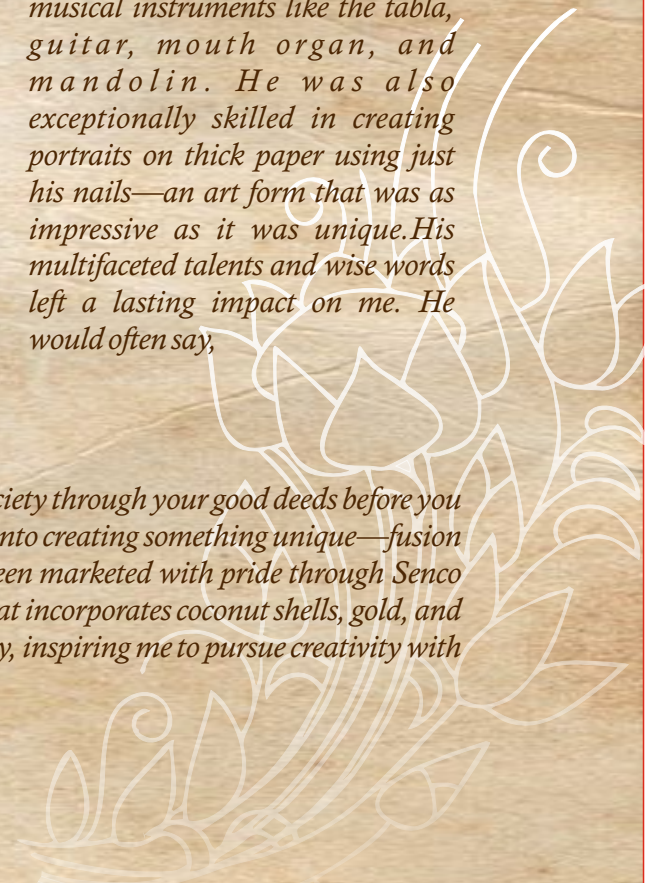 musical instruments like the tabla,
guitar, mouth organ, and
mandolin. He was also
exceptionally skilled in creating
portraits on thick paper using just
his nails—an art form that was as
impressive as it was unique.His
multifaceted talents and wise words
left a lasting impact on me. He
would often say,
through your good deeds before you
creating something unique—fusion
marketed with pride through Senco
incorporates coconut shells, gold, and
inspiring me to pursue creativity with